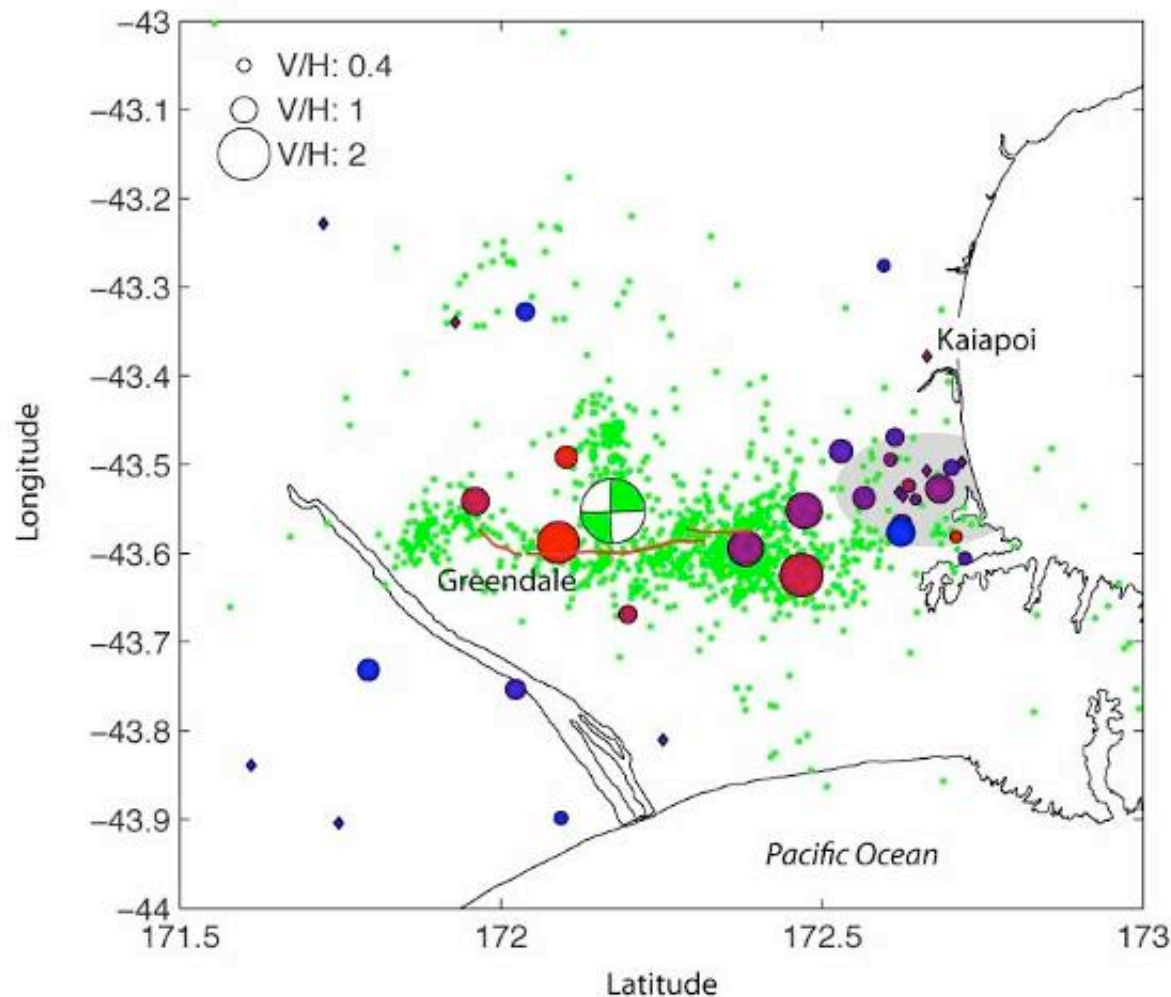 −43
V/H: 0.4
V/H: 1
V/H: 2
−43.1
−43.2
−43.3
Kaiapoi
−43.4
−43.5
Longitude
−43.6
Greendale
−43.7
−43.8
−43.9
Pacific Ocean
−44
171.5
172
172.5
173
Latitude